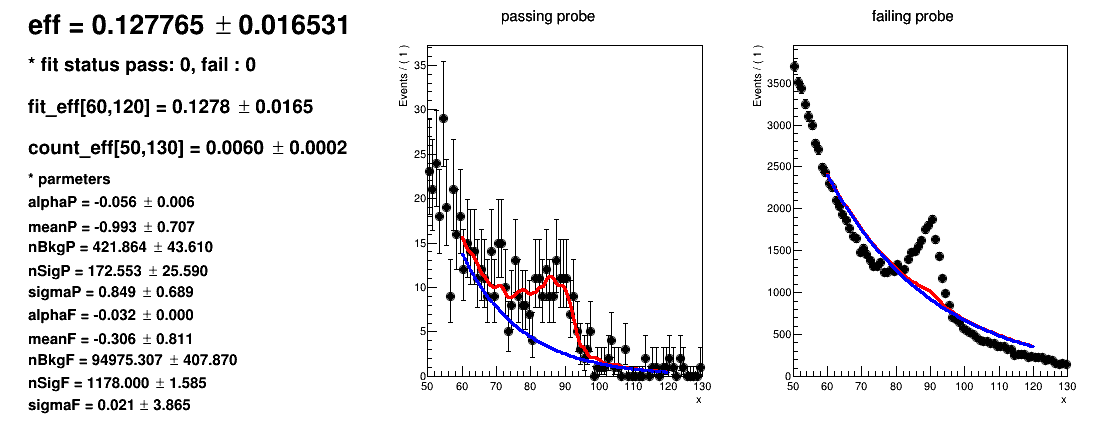 eff = 0.127765 ± 0.016531
* fit status pass: 0, fail : 0
fit_eff[60,120] = 0.1278 ± 0.0165
count_eff[50,130] = 0.0060 ± 0.0002
* parmeters
alphaP = -0.056 ± 0.006
meanP = -0.993 ± 0.707
nBkgP = 421.864 ± 43.610
nSigP = 172.553 ± 25.590
sigmaP = 0.849 ± 0.689
alphaF = -0.032 ± 0.000
meanF = -0.306 ± 0.811
nBkgF = 94975.307 ± 407.870
nSigF = 1178.000 ± 1.585
sigmaF = 0.021 ± 3.865
passing probe
Events / ( 1 )
35
30
25
20
15
10
5
0
50 60 70 80 90 100 110 120 130
x
failing probe
Events / ( 1 )
3500
3000
2500
2000
1500
1000
500
0
50 60 70 80 90 100 110 120 130
x